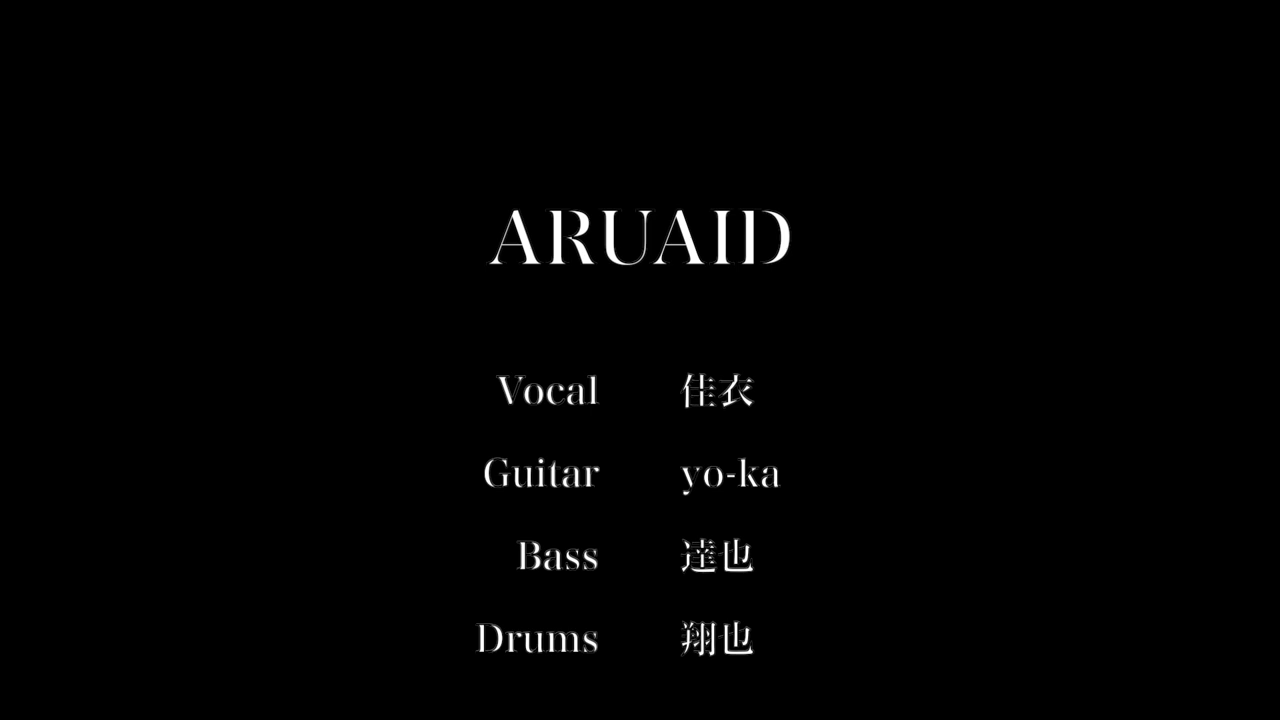 ARUAID
Vocal 佳衣
Guitar yo-ka
Bass 達也
Drums 翔也